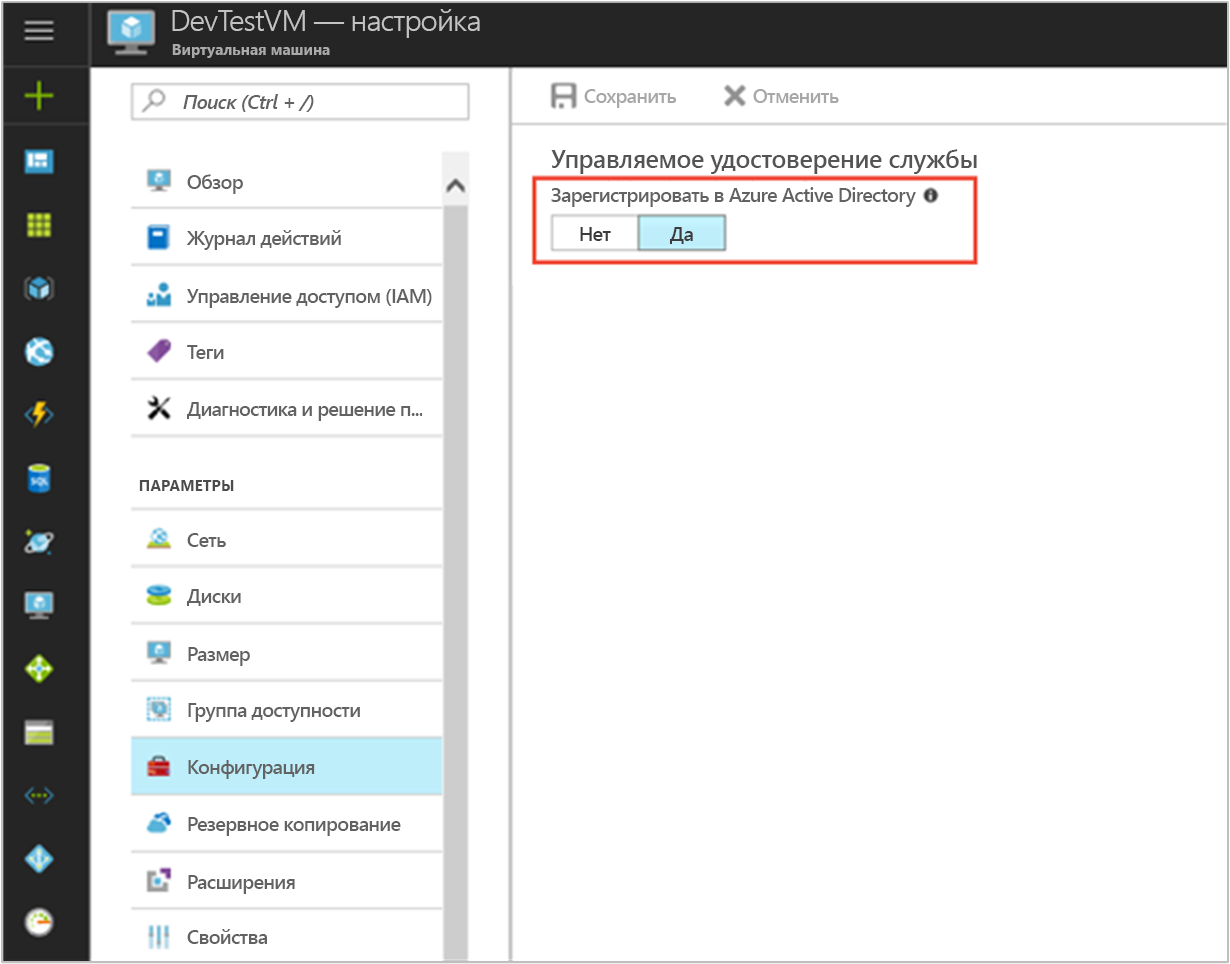 DevTestVM — настройка
Виртуальная машина
Поиск (Ctrl + /)
Обзор
Журнал действий
Управление доступом (IAM)
Теги
Диагностика и решение п...
ПАРАМЕТРЫ
Сеть
Диски
Размер
Группа доступности
Конфигурация
Резервное копирование
Расширения
Свойства
Сохранить
Отменить
Управляемое удостоверение службы
Зарегистрировать в Azure Active Directory
Нет
Да
SQL